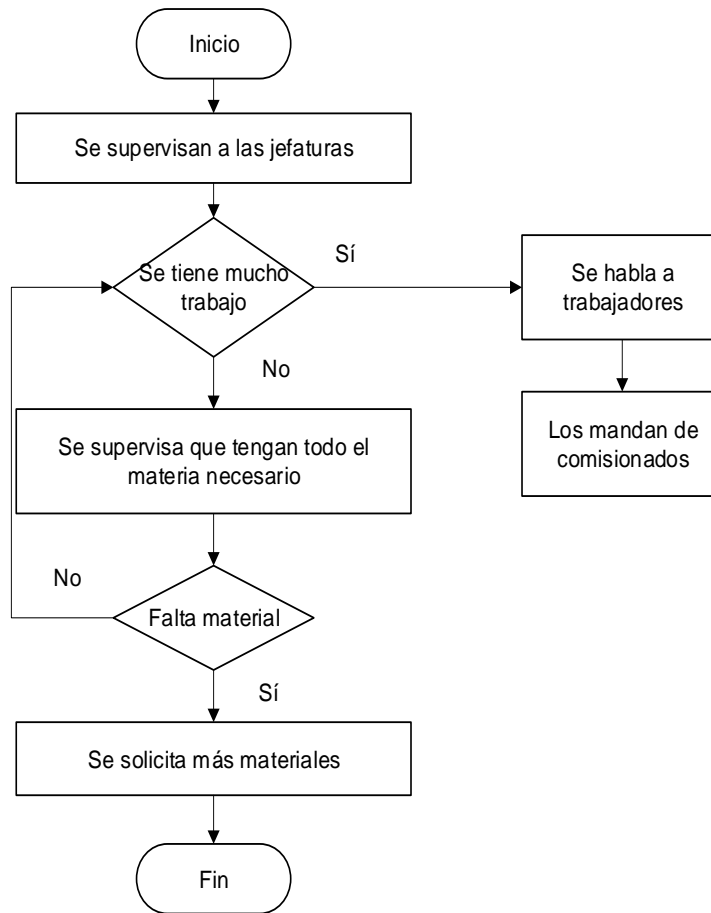 Inicio
Se supervisan a las jefaturas
Se tiene mucho
trabajo
Sí
Se habla a
trabajadores
No
Los mandan de
comisionados
Se supervisa que tengan todo el
materia necesario
No
Falta material
Sí
Se solicita más materiales
Fin